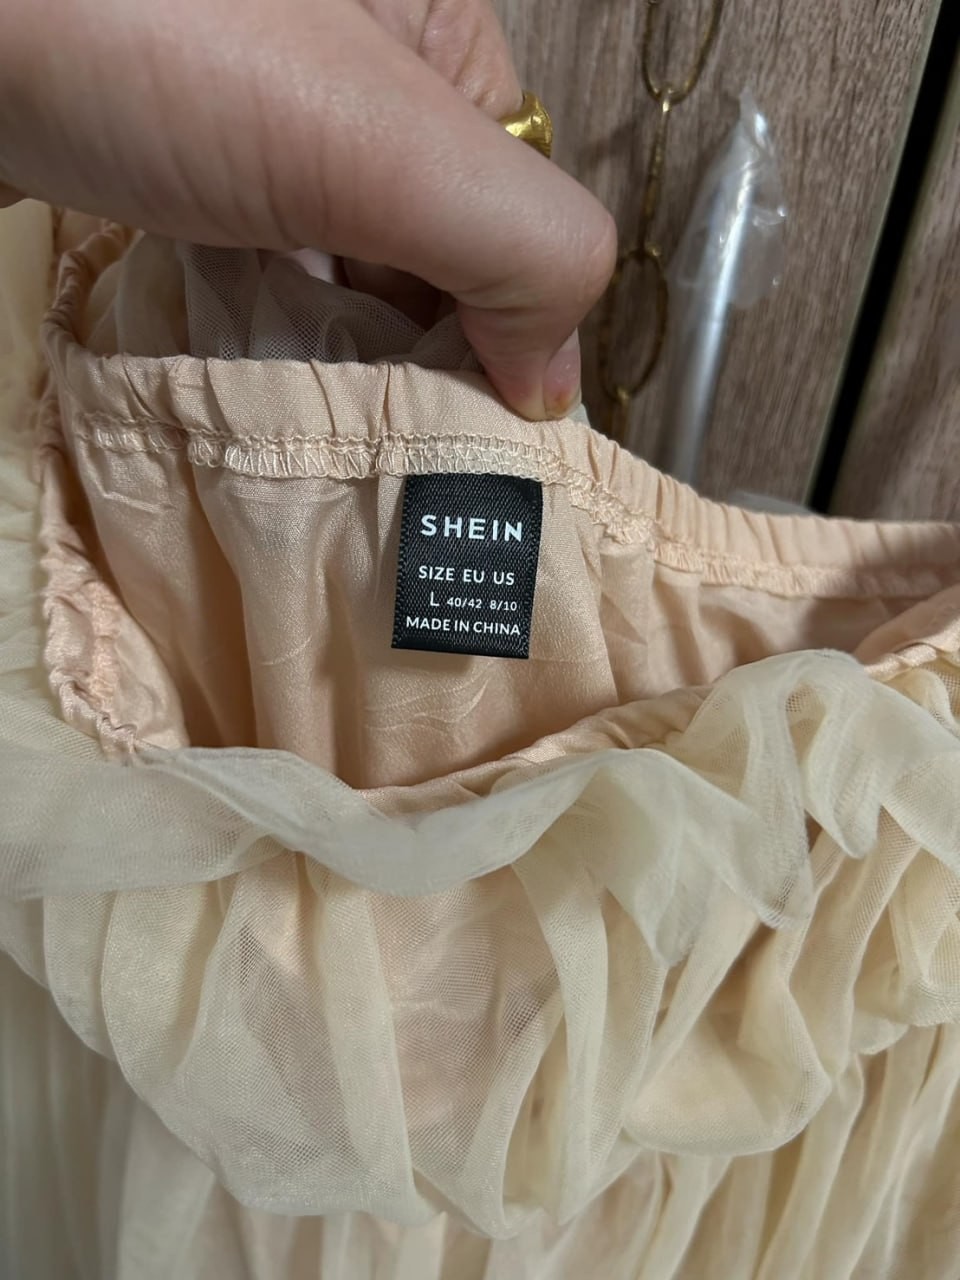 SHEIN
SIZE EU US
L 40/42 8/10
MADE IN CHINA